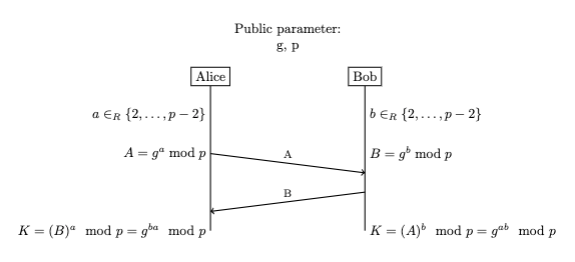 Public parameter:
g, p
Alice Bob
a ∈_R {2, . . . , p − 2} b ∈_R {2, . . . , p − 2}
A = g^a mod p A B = g^b mod p
B
K = (B)^a mod p = g^{ba} mod p K = (A)^b mod p = g^{ab} mod p